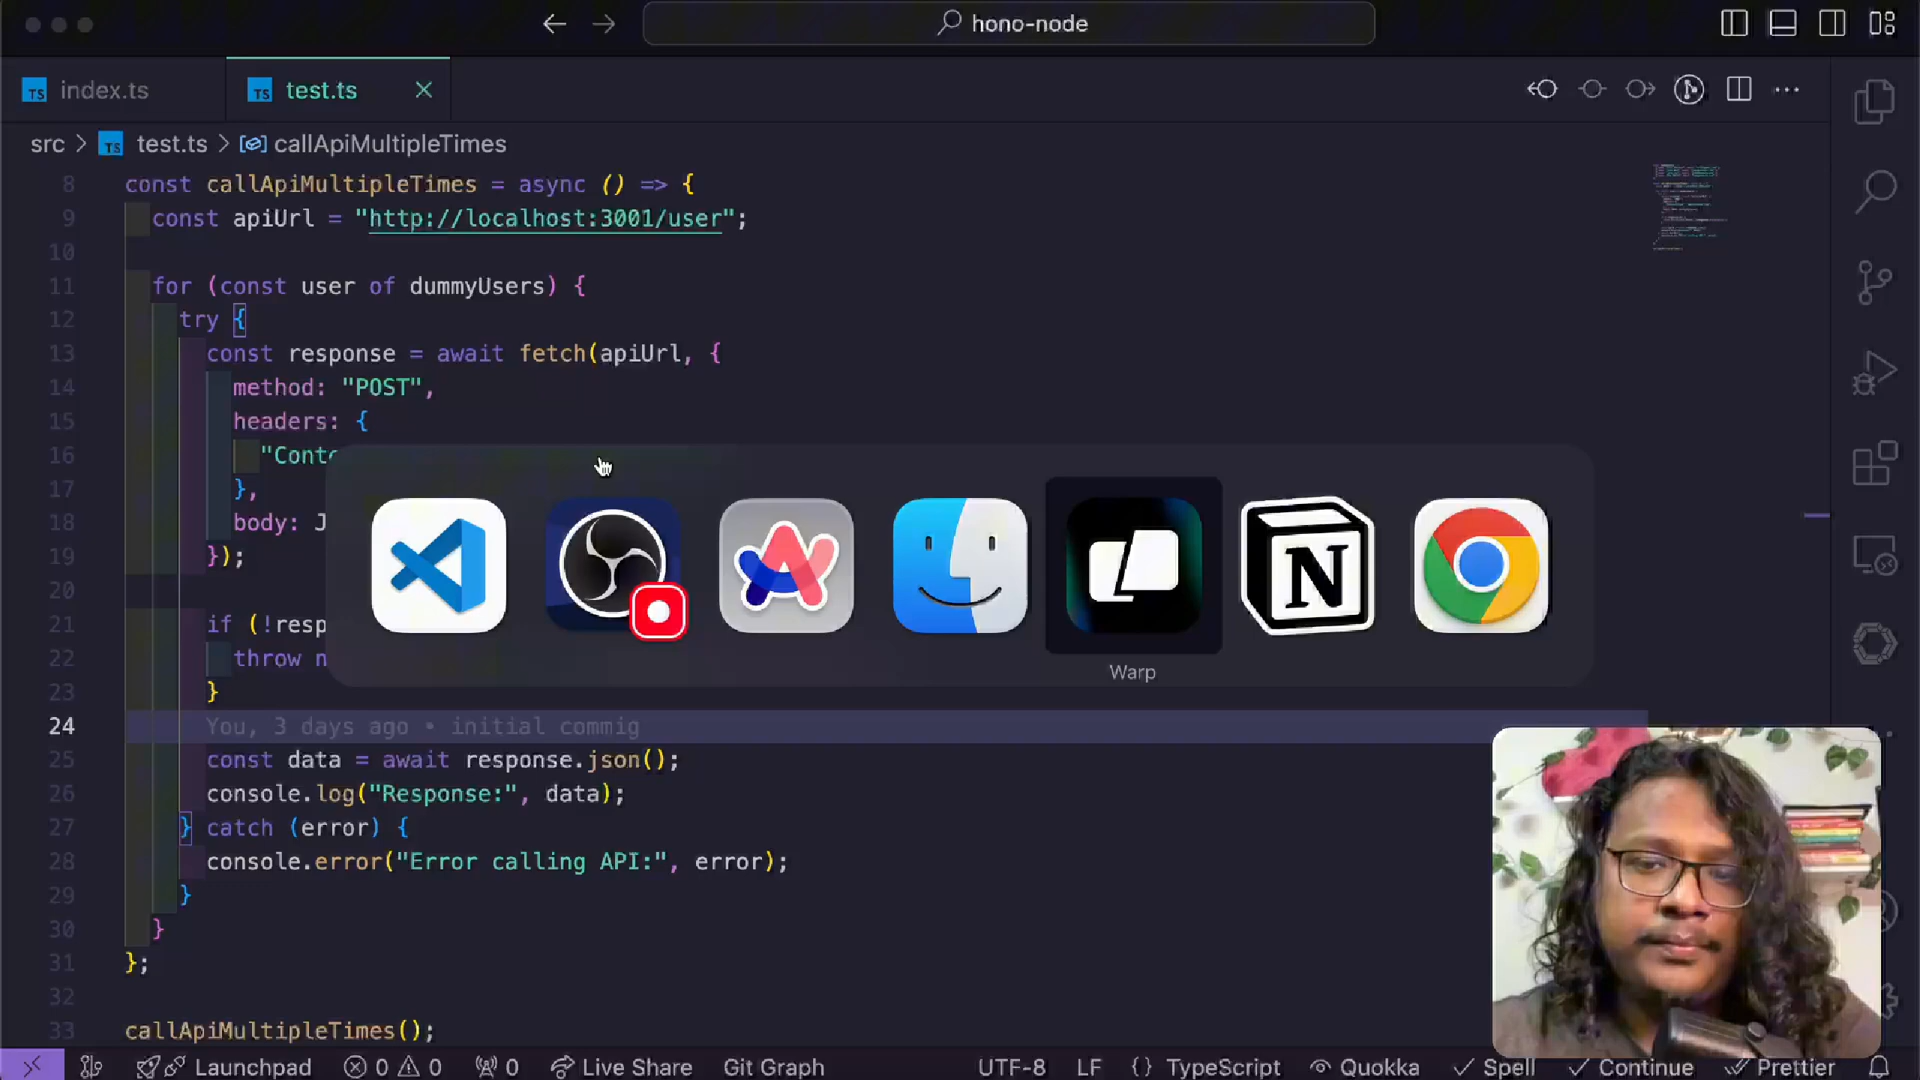 hono-node
index.ts
test.ts
src > test.ts > callApiMultipleTimes
8 const callApiMultipleTimes = async () => {
9 const apiUrl = "http://localhost:3001/user";
10
11 for (const user of dummyUsers) {
12 try {
13 const response = await fetch(apiUrl, {
14 method: "POST",
15 headers: {
16 "Conte
17 },
18 body: J
19 });
20
21 if (!resp
22 throw n
23 }
24 You, 3 days ago • initial commig
25 const data = await response.json();
26 console.log("Response:", data);
27 } catch (error) {
28 console.error("Error calling API:", error);
29 }
30 }
31 };
32
33 callApiMultipleTimes();
Warp
Launchpad 0 0 0 Live Share Git Graph UTF-8 LF {} TypeScript Quokka Spell Continue Prettier